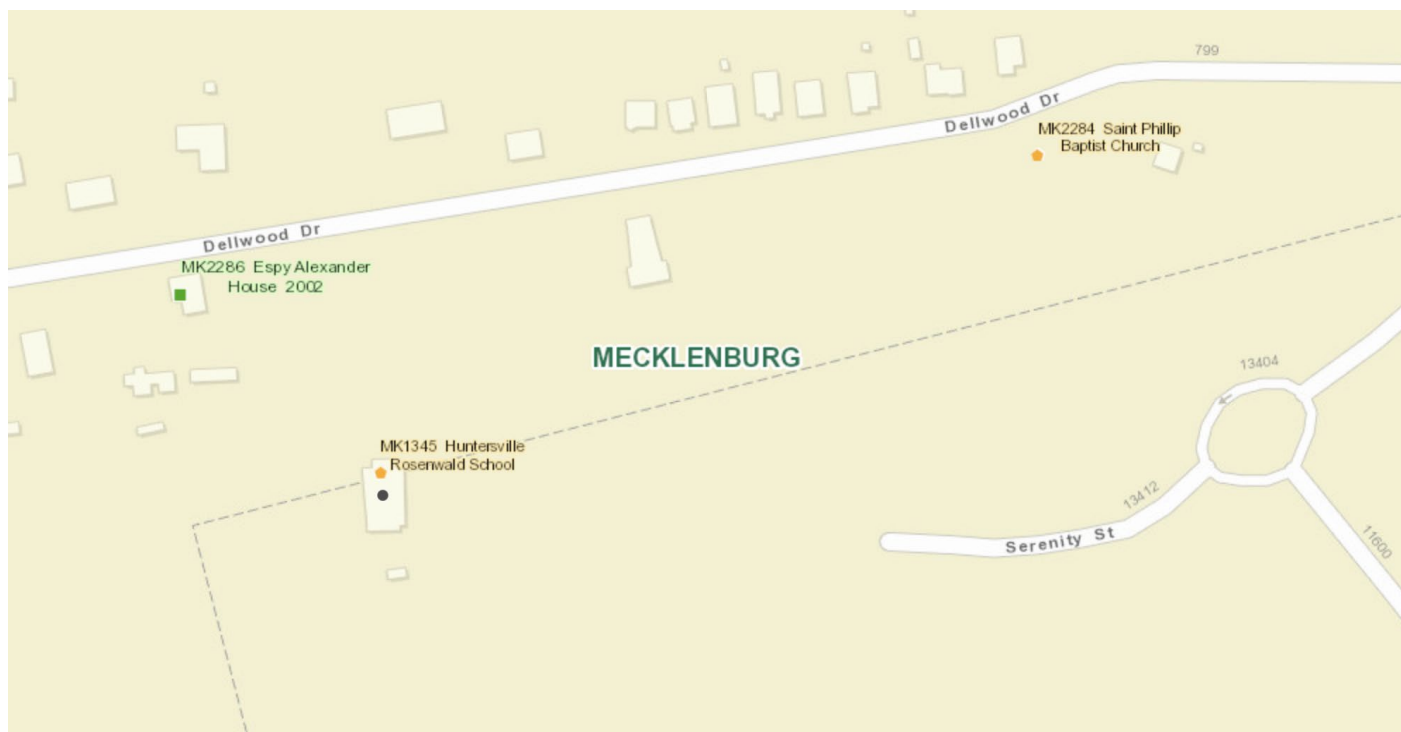 799
Dellwood Dr
MK2284 Saint Phillip
Baptist Church
Dellwood Dr
MK2286 Espy Alexander
House 2002
MECKLENBURG
13404
MK1345 Huntersville
Rosenwald School
13412
Serenity St
11600